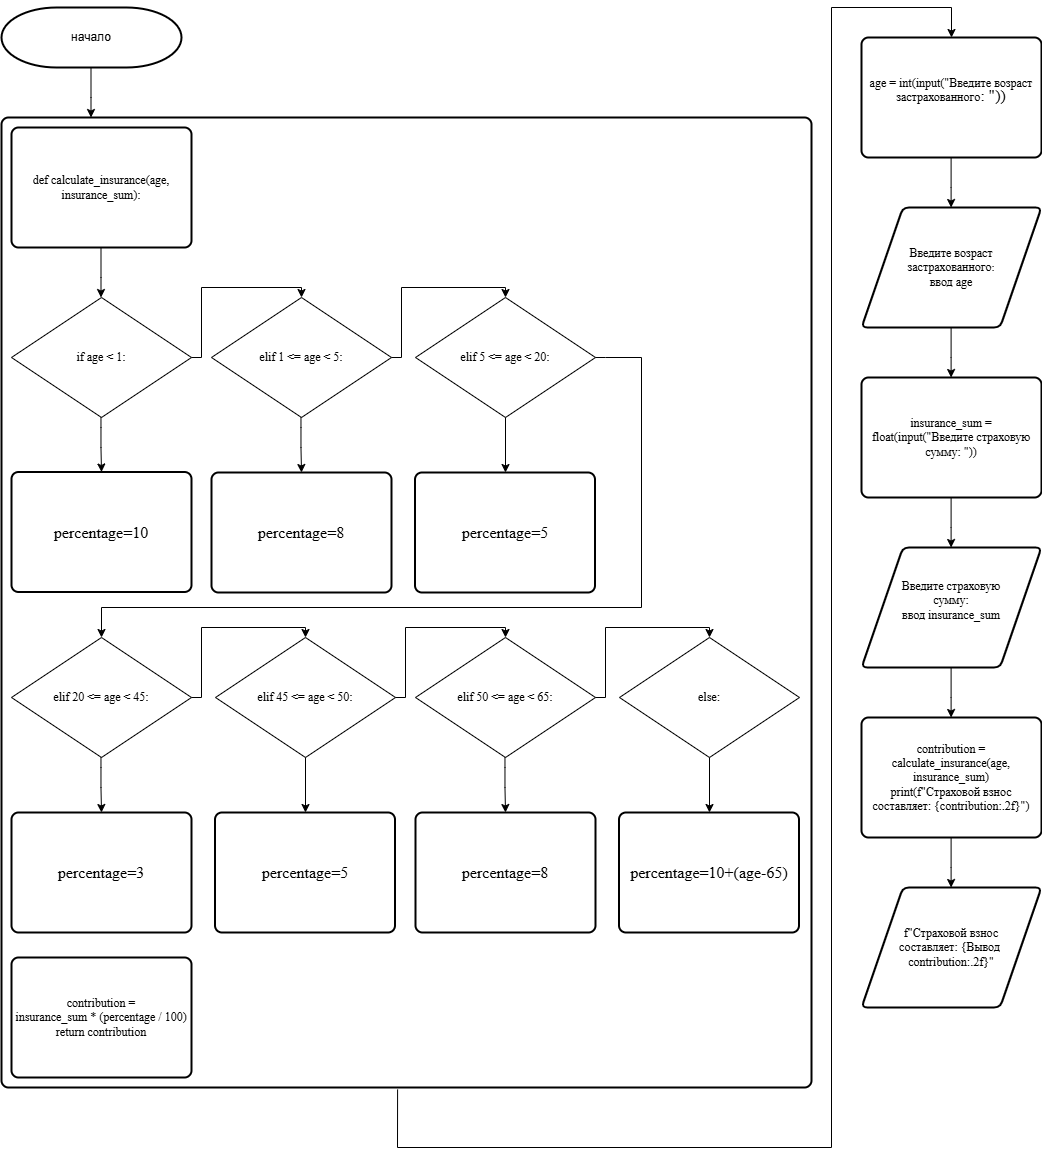 начало
def calculate_insurance(age,
insurance_sum):
if age < 1:
elif 1 <= age < 5:
elif 5 <= age < 20:
percentage=10
percentage=8
percentage=5
elif 20 <= age < 45:
elif 45 <= age < 50:
elif 50 <= age < 65:
else:
percentage=3
percentage=5
percentage=8
percentage=10+(age-65)
contribution =
insurance_sum * (percentage / 100)
return contribution
age = int(input("Введите возраст
застрахованного: "))
Введите возраст
застрахованного:
ввод age
insurance_sum =
float(input("Введите страховую
сумму: "))
Введите страховую
сумму:
ввод insurance_sum
contribution =
calculate_insurance(age,
insurance_sum)
print(f"Страховой взнос
составляет: {contribution:.2f}")
f"Страховой взнос
составляет: {Вывод
contribution:.2f}"